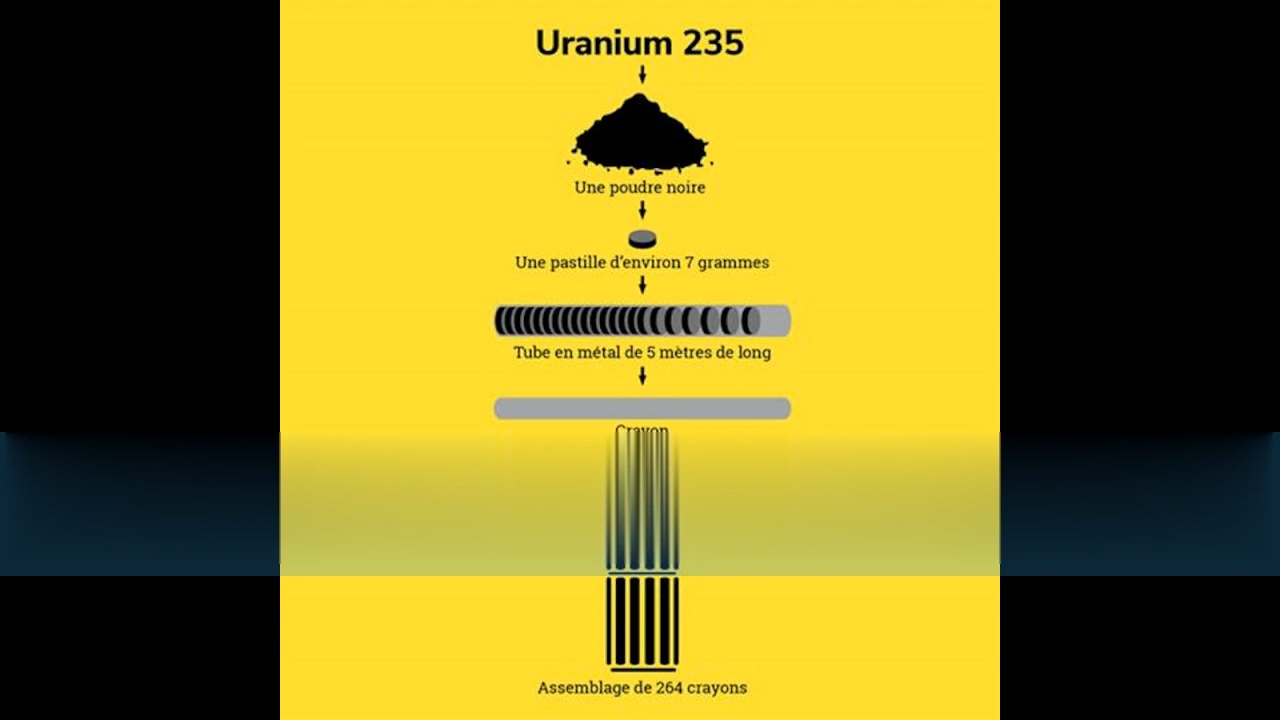 Uranium 235
Une poudre noire
Une pastille d'environ 7 grammes
Tube en métal de 5 mètres de long
Crayon
Assemblage de 264 crayons